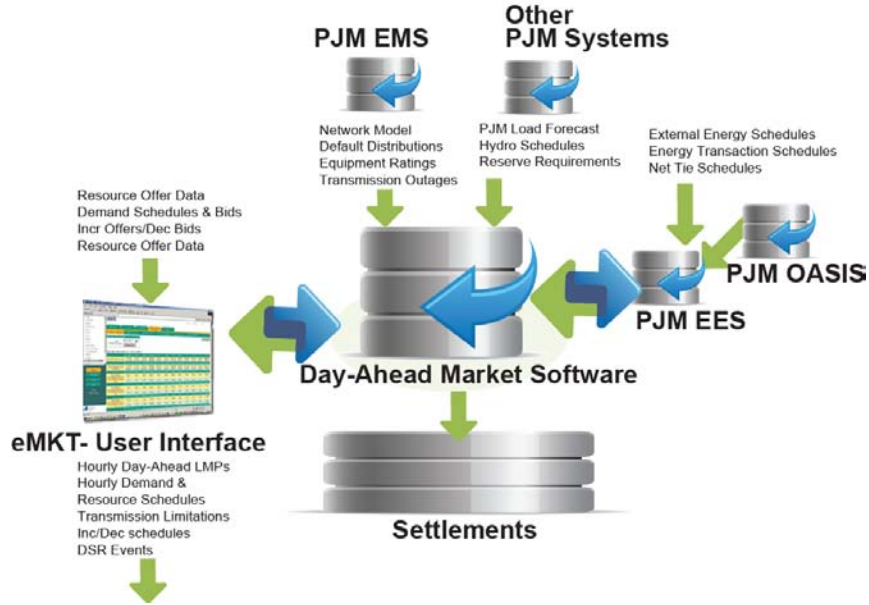 Other
PJM EMS
PJM Systems
Network Model
Default Distributions
Equipment Ratings
Transmission Outages
PJM Load Forecast
Hydro Schedules
Reserve Requirements
External Energy Schedules
Energy Transaction Schedules
Net Tie Schedules
Resource Offer Data
Demand Schedules & Bids
Incr Offers/Dec Bids
Resource Offer Data
PJM OASIS
PJM EES
Day-Ahead Market Software
eMKT- User Interface
Hourly Day-Ahead LMPs
Hourly Demand &
Resource Schedules
Transmission Limitations
Inc/Dec schedules
DSR Events
Settlements